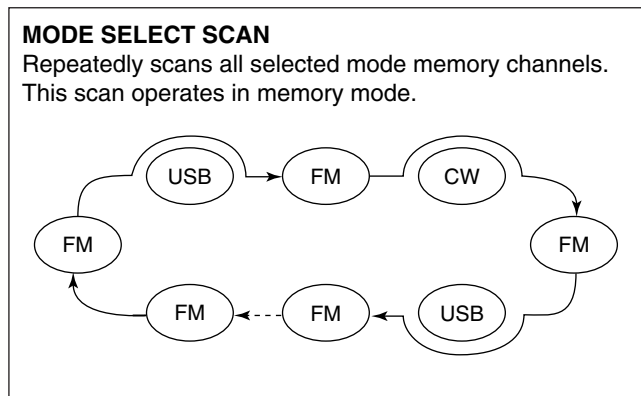 MODE SELECT SCAN
Repeatedly scans all selected mode memory channels.
This scan operates in memory mode.
USB
FM
CW
FM
FM
FM
FM
USB